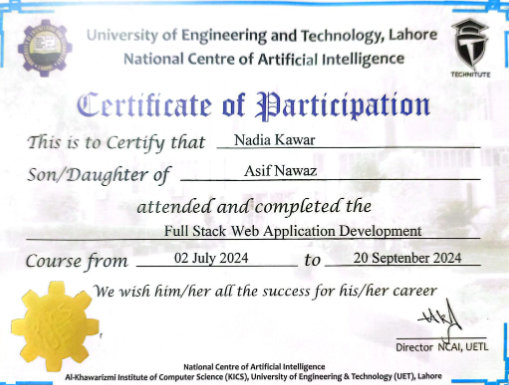 University of Engineering and Technology, Lahore
National Centre of Artificial Intelligence
TECHNITUTE
Certificate of Participation
This is to Certify that Nadia Kawar
Son/Daughter of Asif Nawaz
attended and completed the
Full Stack Web Application Development
Course from 02 July 2024 to 20 Septenber 2024
We wish him/her all the success for his/her career
Director NCAI, UETL
National Centre of Artificial Intelligence
Al-Khawarizmi Institute of Computer Science (KICS), University of Engineering & Technology (UET), Lahore